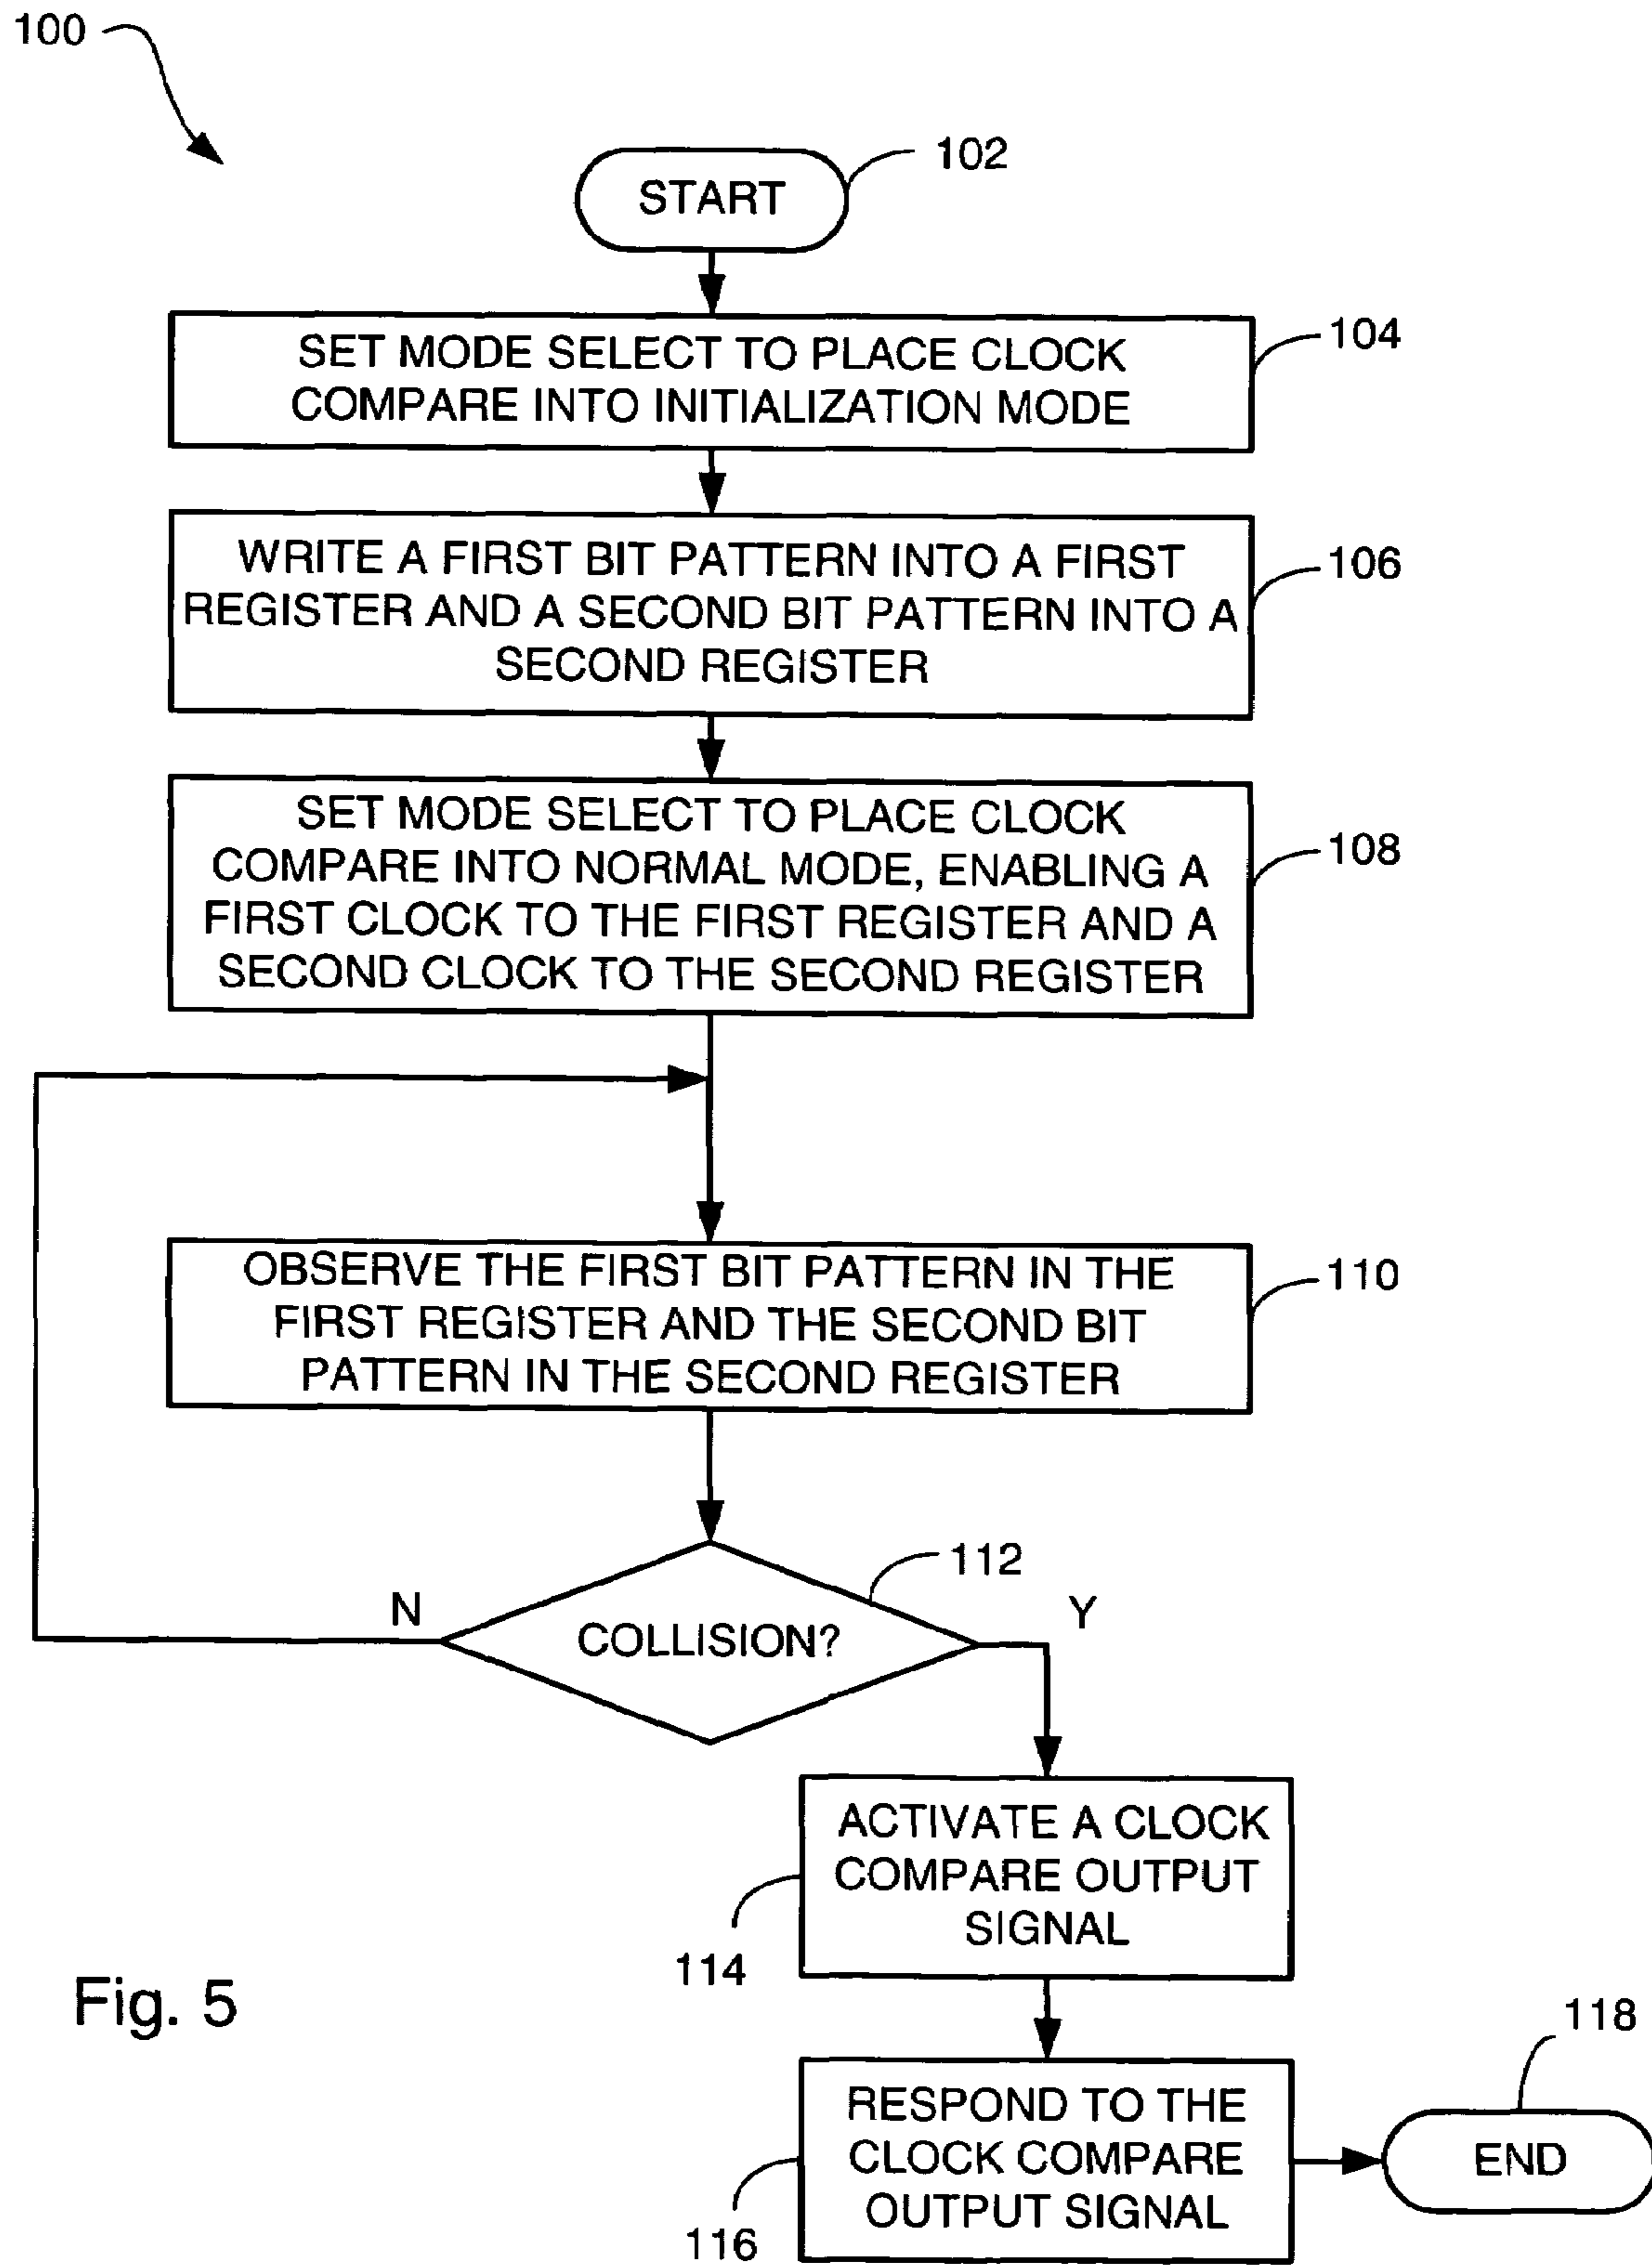 100
START
102
SET MODE SELECT TO PLACE CLOCK
COMPARE INTO INITIALIZATION MODE
104
WRITE A FIRST BIT PATTERN INTO A FIRST
REGISTER AND A SECOND BIT PATTERN INTO A
SECOND REGISTER
106
SET MODE SELECT TO PLACE CLOCK
COMPARE INTO NORMAL MODE, ENABLING A
FIRST CLOCK TO THE FIRST REGISTER AND A
SECOND CLOCK TO THE SECOND REGISTER
108
OBSERVE THE FIRST BIT PATTERN IN THE
FIRST REGISTER AND THE SECOND BIT
PATTERN IN THE SECOND REGISTER
110
COLLISION?
112
N
Y
ACTIVATE A CLOCK
COMPARE OUTPUT
SIGNAL
114
RESPOND TO THE
CLOCK COMPARE
OUTPUT SIGNAL
116
END
118
Fig. 5